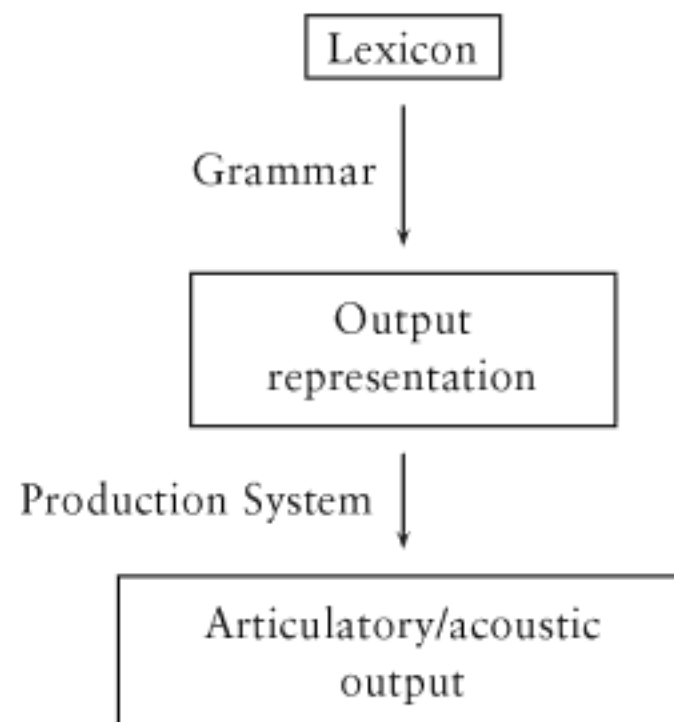 Lexicon
Grammar
Output
representation
Production System
Articulatory/acoustic
output